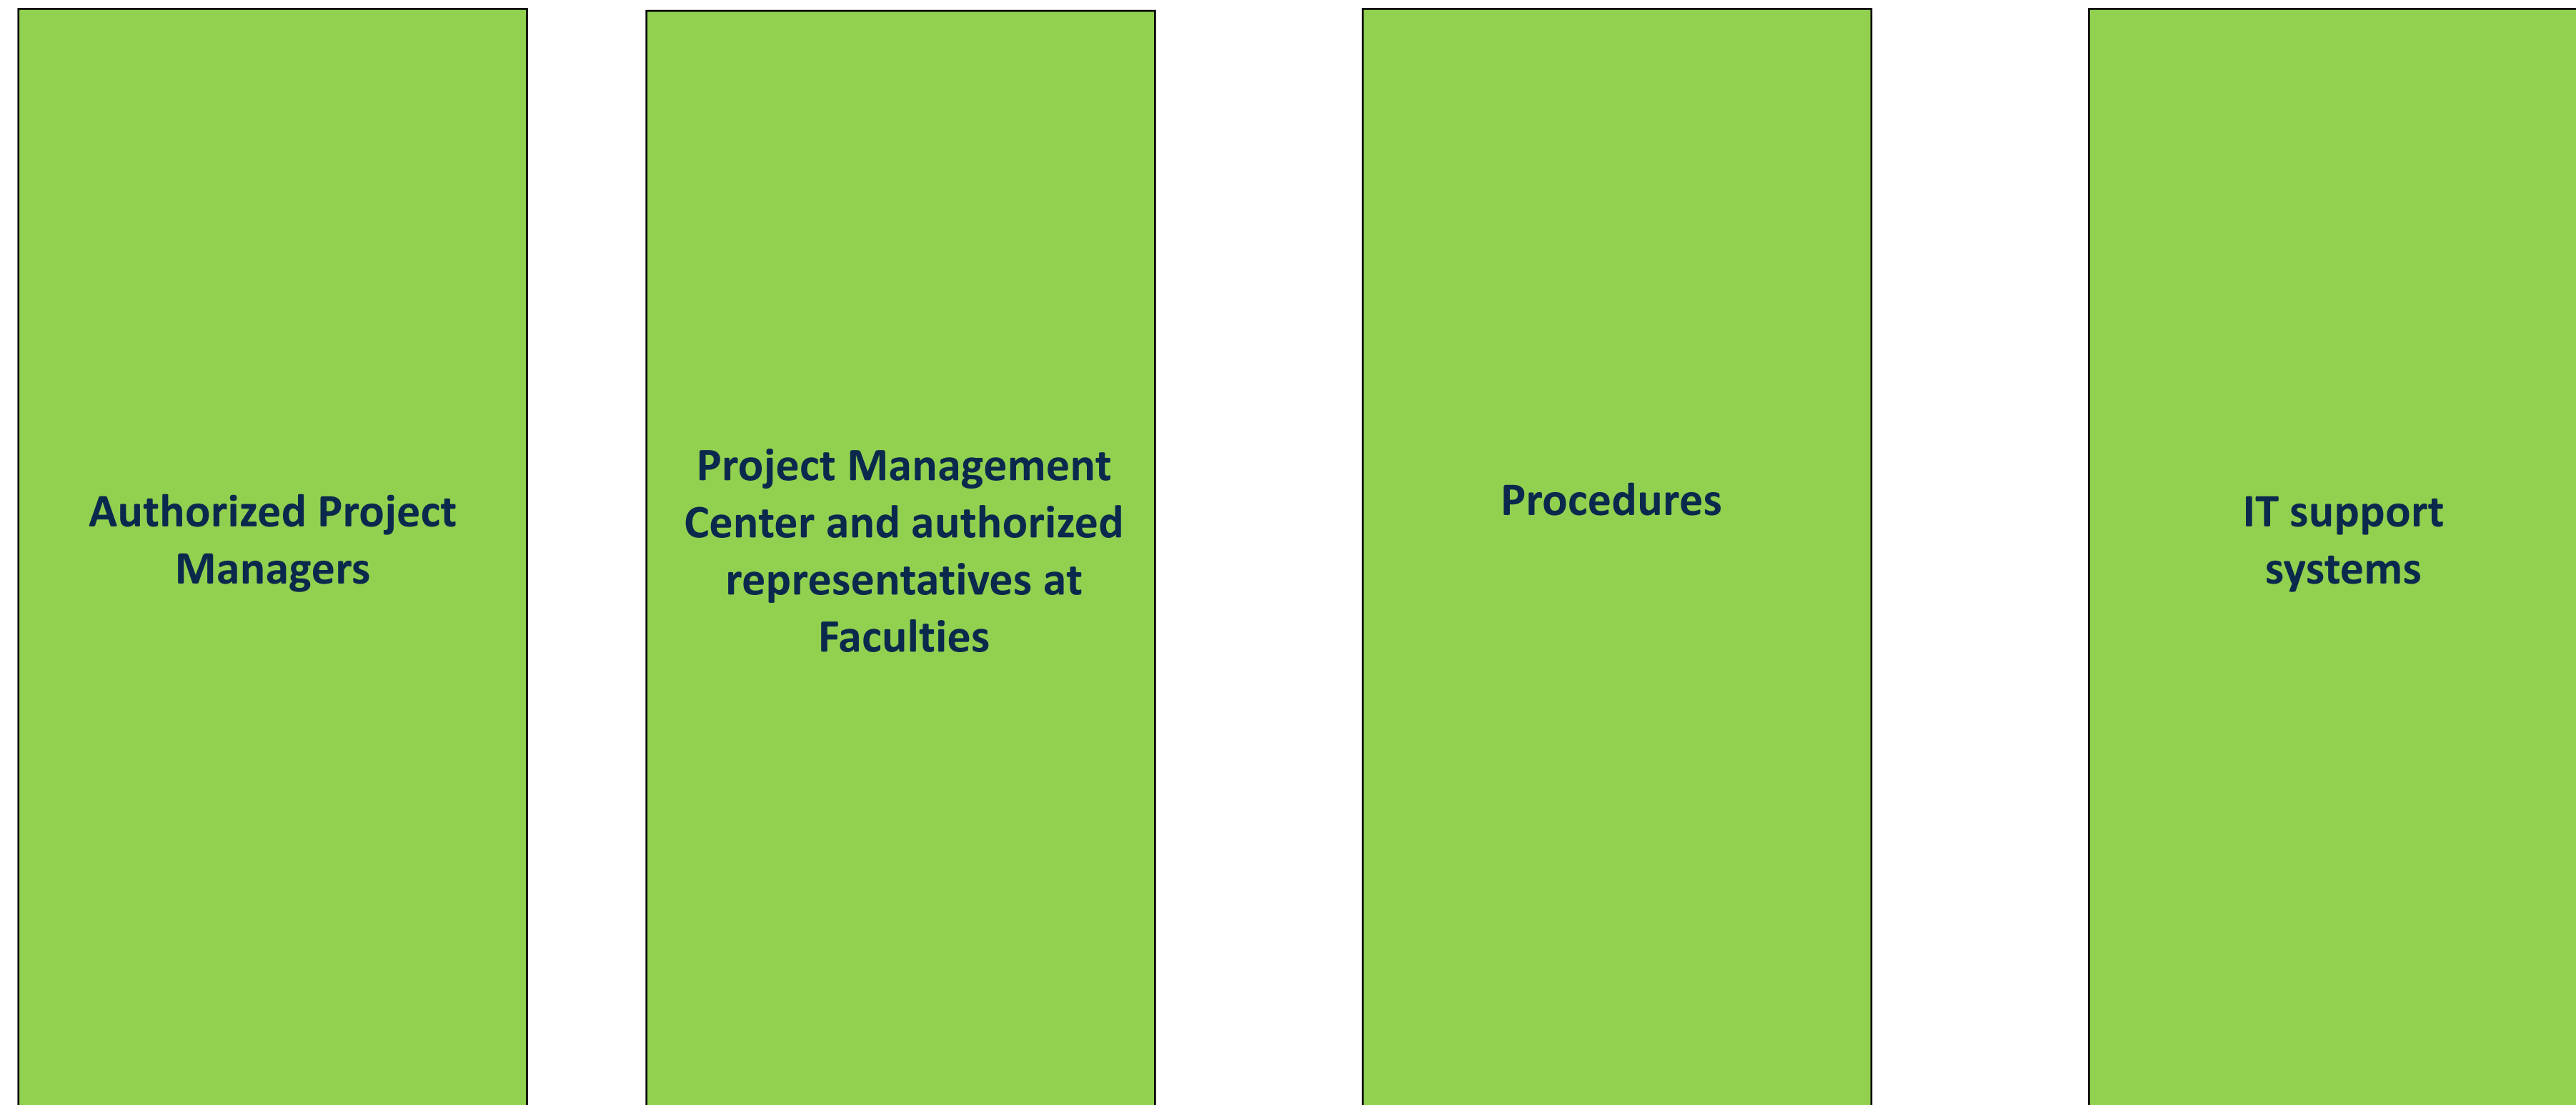 Authorized Project
Managers
Project Management
Center and authorized
representatives at
Faculties
Procedures
IT support
systems